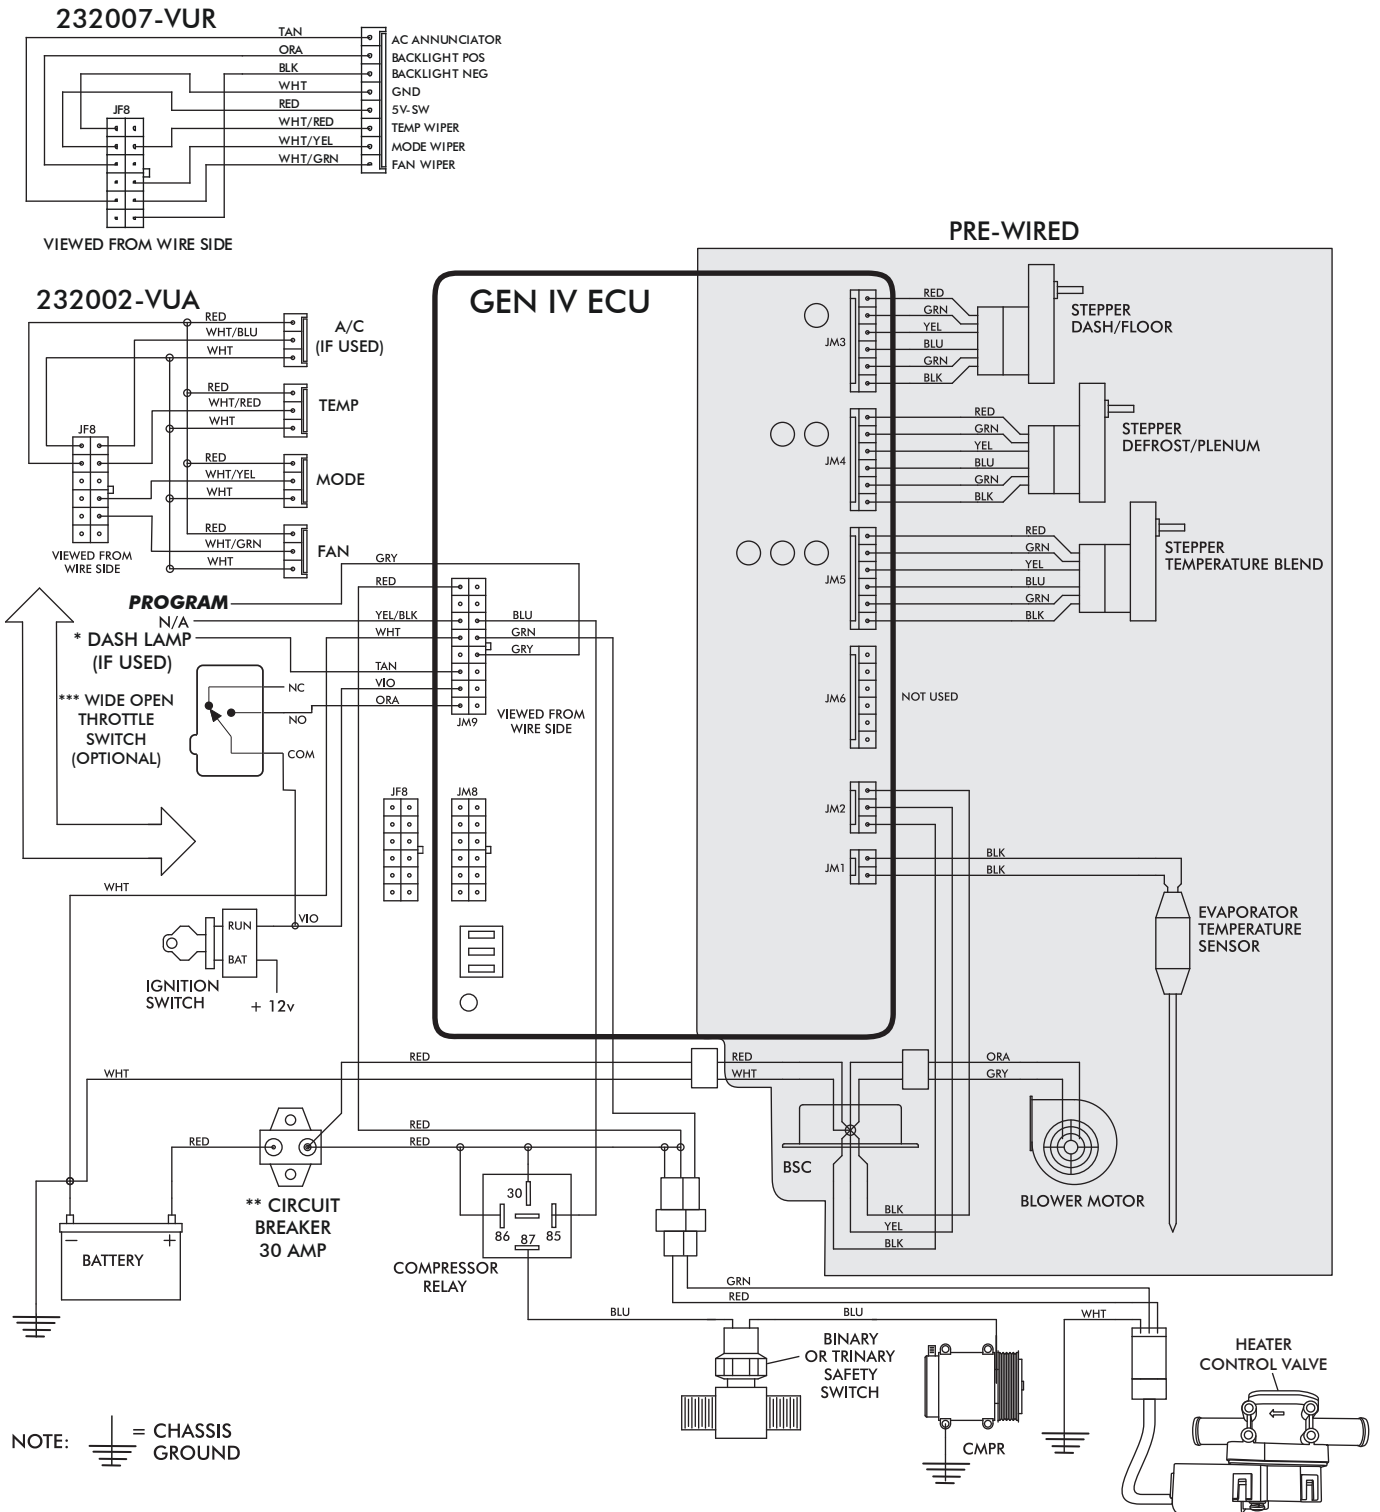 232007-VUR
TAN
AC ANNUNCIATOR
ORA
BACKLIGHT POS
BLK
BACKLIGHT NEG
WHT
GND
RED
5V-SW
WHT/RED
TEMP WIPER
WHT/YEL
MODE WIPER
WHT/GRN
FAN WIPER
JF8
VIEWED FROM WIRE SIDE
232002-VUA
RED
WHT/BLU
WHT
A/C
(IF USED)
RED
WHT/RED
WHT
TEMP
JF8
RED
WHT/YEL
WHT
MODE
RED
WHT/GRN
WHT
FAN
VIEWED FROM
WIRE SIDE
PRE-WIRED
GEN IV ECU
JM3
RED
GRN
YEL
BLU
GRN
BLK
STEPPER
DASH/FLOOR
JM4
RED
GRN
YEL
BLU
GRN
BLK
STEPPER
DEFROST/PLENUM
JM5
RED
GRN
YEL
BLU
GRN
BLK
STEPPER
TEMPERATURE BLEND
JM6
NOT USED
JM2
JM1
BLK
BLK
EVAPORATOR
TEMPERATURE
SENSOR
GRY
RED
PROGRAM
N/A
YEL/BLK
BLU
* DASH LAMP
(IF USED)
WHT
GRN
GRY
TAN
VIO
ORA
JM9
VIEWED FROM
WIRE SIDE
*** WIDE OPEN
THROTTLE
SWITCH
(OPTIONAL)
NC
NO
COM
JF8
JM8
WHT
RUN
BAT
VIO
IGNITION
SWITCH
+ 12v
RED
RED
WHT
WHT
ORA
GRY
BSC
BLOWER MOTOR
BLK
YEL
BLK
RED
RED
RED
** CIRCUIT
BREAKER
30 AMP
BATTERY
−
+
30
86
87
85
COMPRESSOR
RELAY
GRN
RED
BLU
BLU
WHT
BINARY
OR TRINARY
SAFETY
SWITCH
CMPR
HEATER
CONTROL VALVE
NOTE:
= CHASSIS
GROUND